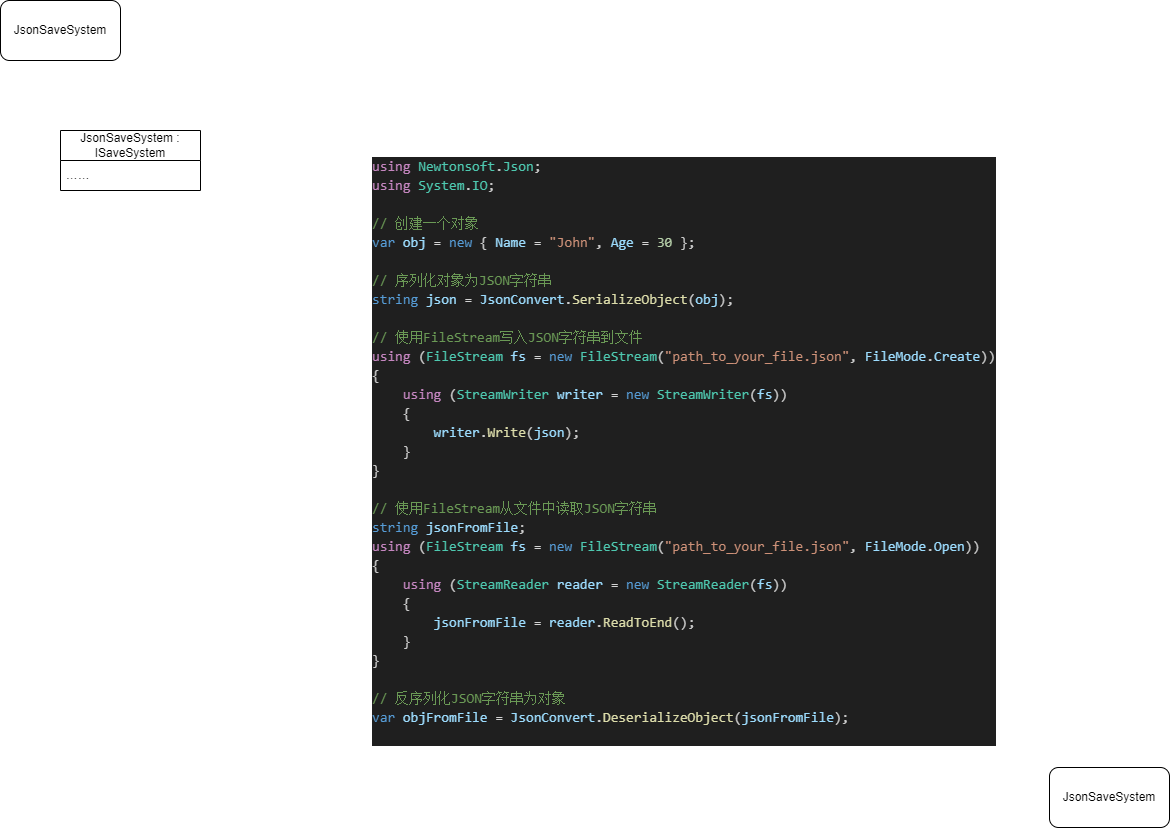 JsonSaveSystem
JsonSaveSystem :
ISaveSystem
……
using Newtonsoft.Json;
using System.IO;
// 创建一个对象
var obj = new { Name = "John", Age = 30 };
// 序列化对象为JSON字符串
string json = JsonConvert.SerializeObject(obj);
// 使用FileStream写入JSON字符串到文件
using (FileStream fs = new FileStream("path_to_your_file.json", FileMode.Create))
{
    using (StreamWriter writer = new StreamWriter(fs))
    {
        writer.Write(json);
    }
}
// 使用FileStream从文件中读取JSON字符串
string jsonFromFile;
using (FileStream fs = new FileStream("path_to_your_file.json", FileMode.Open))
{
    using (StreamReader reader = new StreamReader(fs))
    {
        jsonFromFile = reader.ReadToEnd();
    }
}
// 反序列化JSON字符串为对象
var objFromFile = JsonConvert.DeserializeObject(jsonFromFile);
JsonSaveSystem